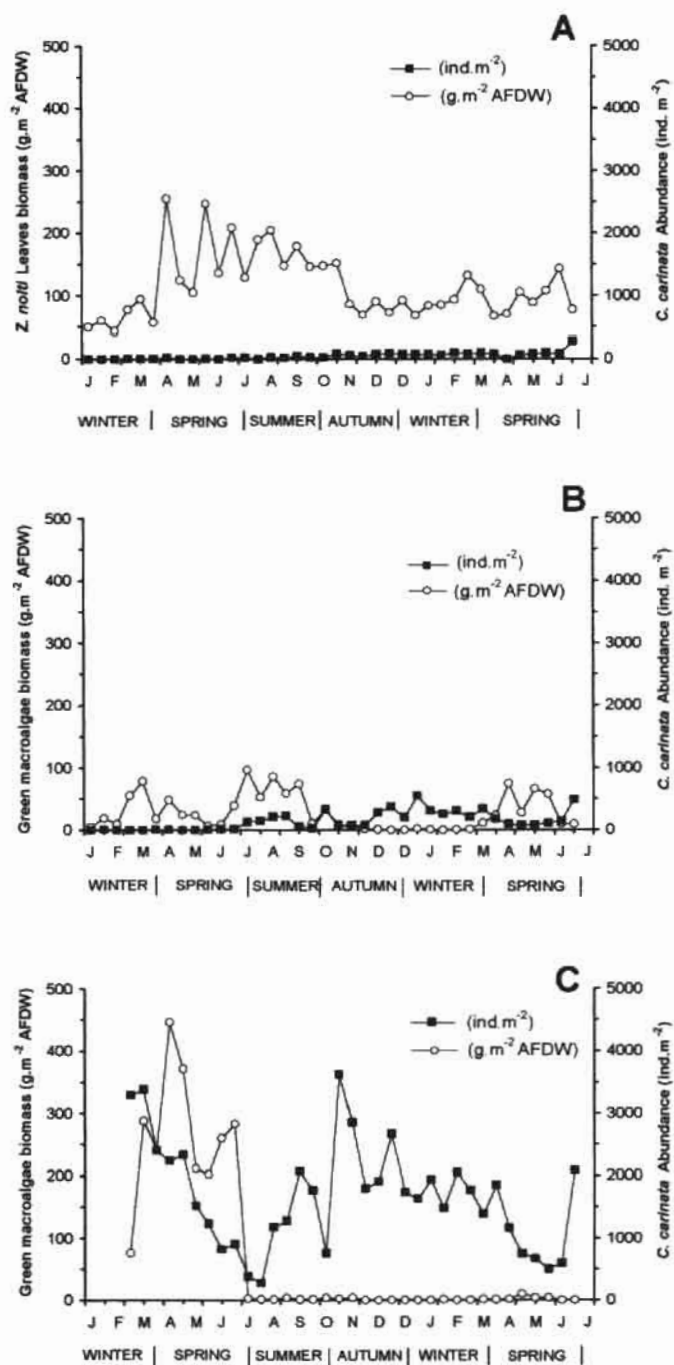 A
(ind.m-2)
(g.m-2 AFDW)
Z. nolti Leaves biomass (g.m-2 AFDW)
500
400
300
200
100
0
C. carinata Abundance (ind. m-2)
5000
4000
3000
2000
1000
0
J F M A M J J A S O N D D J F M A M J J
WINTER | SPRING | SUMMER | AUTUMN | WINTER | SPRING |
B
(ind.m-2)
(g.m-2 AFDW)
Green macroalgae biomass (g.m-2 AFDW)
500
400
300
200
100
0
C. carinata Abundance (ind. m-2)
5000
4000
3000
2000
1000
0
J F M A M J J A S O N D D J F M A M J J
WINTER | SPRING | SUMMER | AUTUMN | WINTER | SPRING |
C
(ind.m-2)
(g.m-2 AFDW)
Green macroalgae biomass (g.m-2 AFDW)
500
400
300
200
100
0
C. carinata Abundance (ind.m-2)
5000
4000
3000
2000
1000
0
J F M A M J J A S O N D D J F M A M J J
WINTER | SPRING | SUMMER | AUTUMN | WINTER | SPRING |